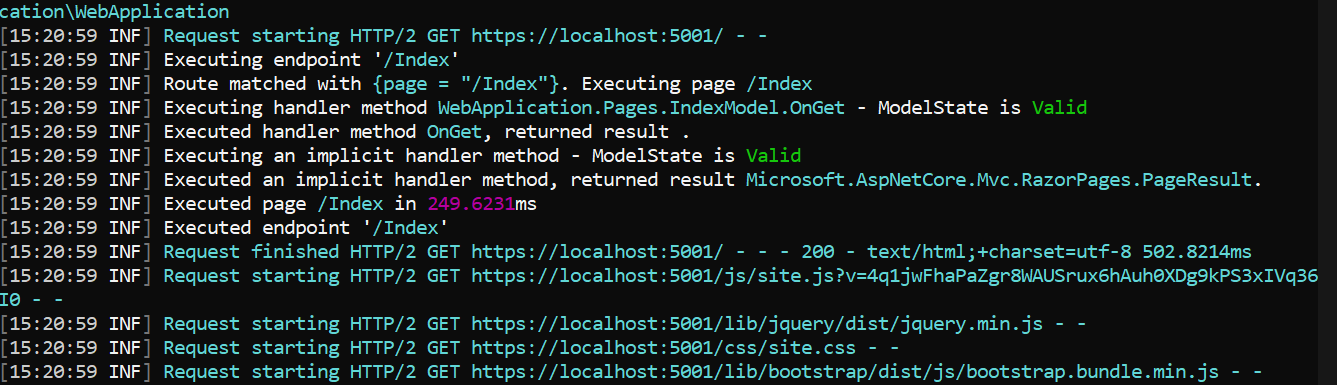 cation\WebApplication
[15:20:59 INF] Request starting HTTP/2 GET https://localhost:5001/ - -
[15:20:59 INF] Executing endpoint '/Index'
[15:20:59 INF] Route matched with {page = "/Index"}. Executing page /Index
[15:20:59 INF] Executing handler method WebApplication.Pages.IndexModel.OnGet - ModelState is Valid
[15:20:59 INF] Executed handler method OnGet, returned result .
[15:20:59 INF] Executing an implicit handler method - ModelState is Valid
[15:20:59 INF] Executed an implicit handler method, returned result Microsoft.AspNetCore.Mvc.RazorPages.PageResult.
[15:20:59 INF] Executed page /Index in 249.6231ms
[15:20:59 INF] Executed endpoint '/Index'
[15:20:59 INF] Request finished HTTP/2 GET https://localhost:5001/ - - - 200 - text/html;+charset=utf-8 502.8214ms
[15:20:59 INF] Request starting HTTP/2 GET https://localhost:5001/js/site.js?v=4q1jwFhaPaZgr8WAUSrux6hAuh0XDg9kPS3xIVq36
I0 - -
[15:20:59 INF] Request starting HTTP/2 GET https://localhost:5001/lib/jquery/dist/jquery.min.js - -
[15:20:59 INF] Request starting HTTP/2 GET https://localhost:5001/css/site.css - -
[15:20:59 INF] Request starting HTTP/2 GET https://localhost:5001/lib/bootstrap/dist/js/bootstrap.bundle.min.js - -